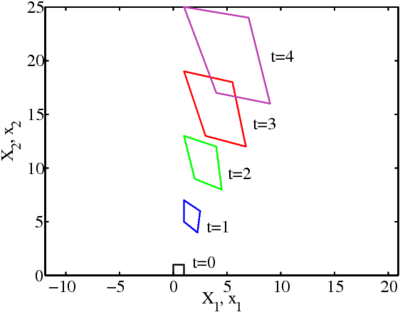 25
20
15
10
5
0
X₂, x₂
t=4
t=3
t=2
t=1
t=0
−10 −5 0 5 10 15 20
X₁, x₁